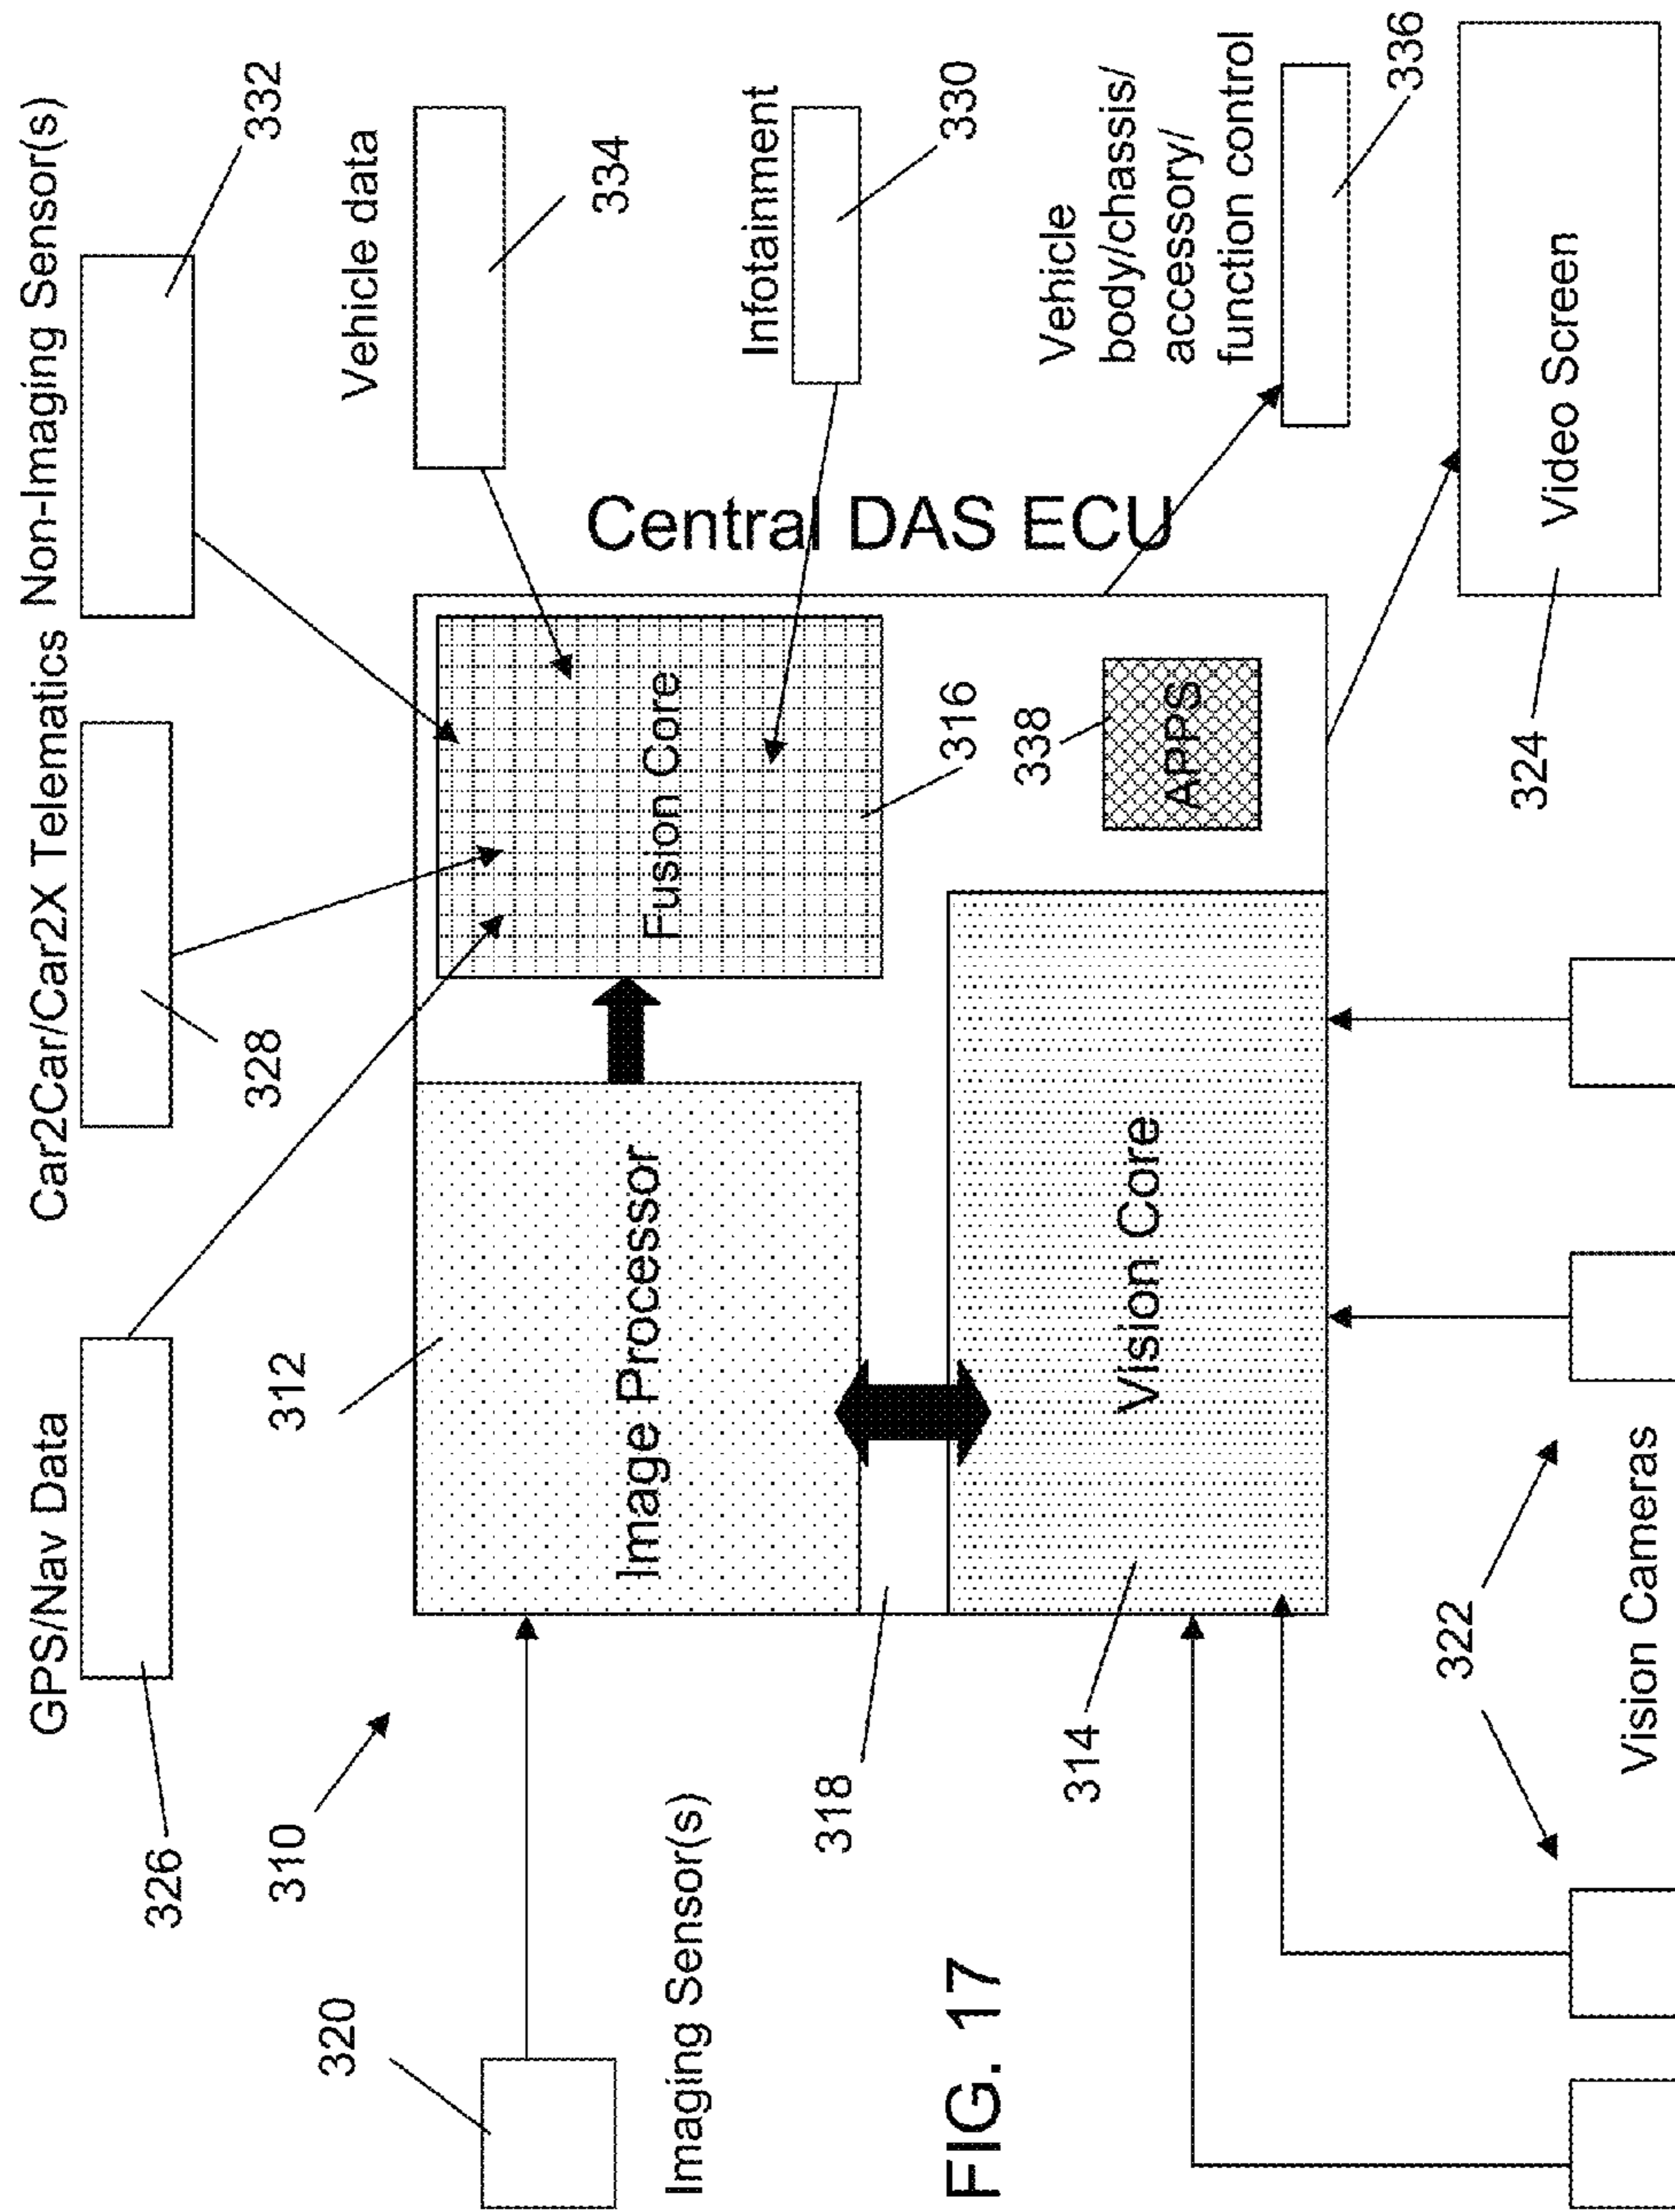 GPS/Nav Data
Car2Car/Car2X Telematics
Non-Imaging Sensor(s)
326
328
332
310
312
Vehicle data
334
320
Image Processor
Fusion Core
Central DAS ECU
Infotainment
330
Imaging Sensor(s)
318
316
338
APPS
Vehicle
body/chassis/
accessory/
function control
336
FIG. 17
314
Vision Core
322
Vision Cameras
324
Video Screen